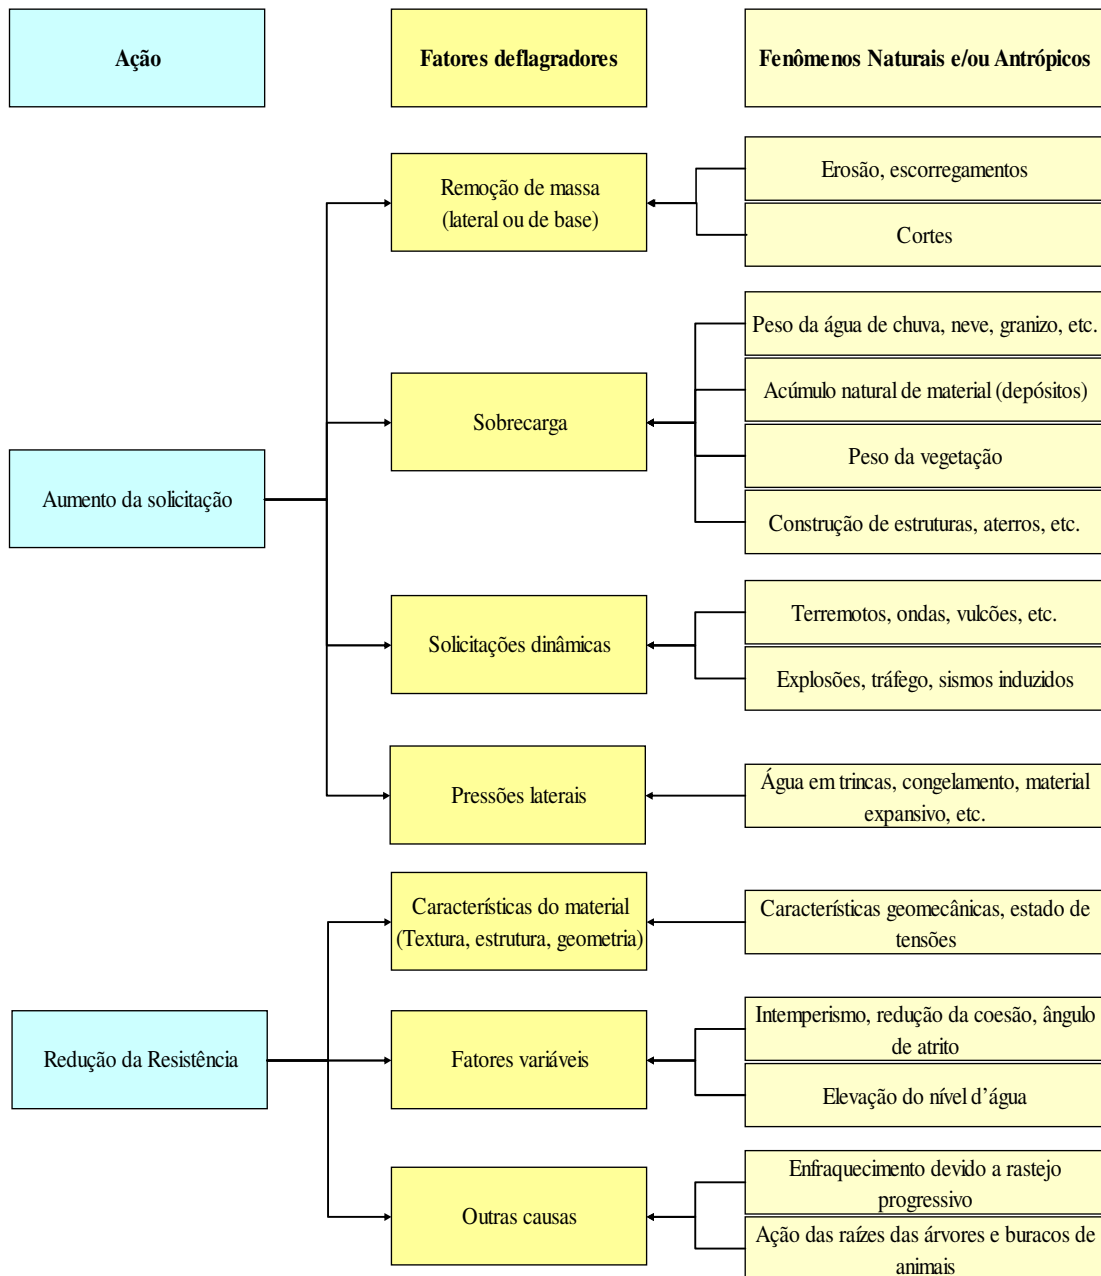 Ação
Fatores deflagradores
Fenômenos Naturais e/ou Antrópicos
Remoção de massa
(lateral ou de base)
Erosão, escorregamentos
Cortes
Peso da água de chuva, neve, granizo, etc.
Acúmulo natural de material (depósitos)
Sobrecarga
Peso da vegetação
Aumento da solicitação
Construção de estruturas, aterros, etc.
Terremotos, ondas, vulcões, etc.
Solicitações dinâmicas
Explosões, tráfego, sismos induzidos
Pressões laterais
Água em trincas, congelamento, material
expansivo, etc.
Características do material
(Textura, estrutura, geometria)
Características geomecânicas, estado de
tensões
Redução da Resistência
Fatores variáveis
Intemperismo, redução da coesão, ângulo
de atrito
Elevação do nível d’água
Outras causas
Enfraquecimento devido a rastejo
progressivo
Ação das raízes das árvores e buracos de
animais